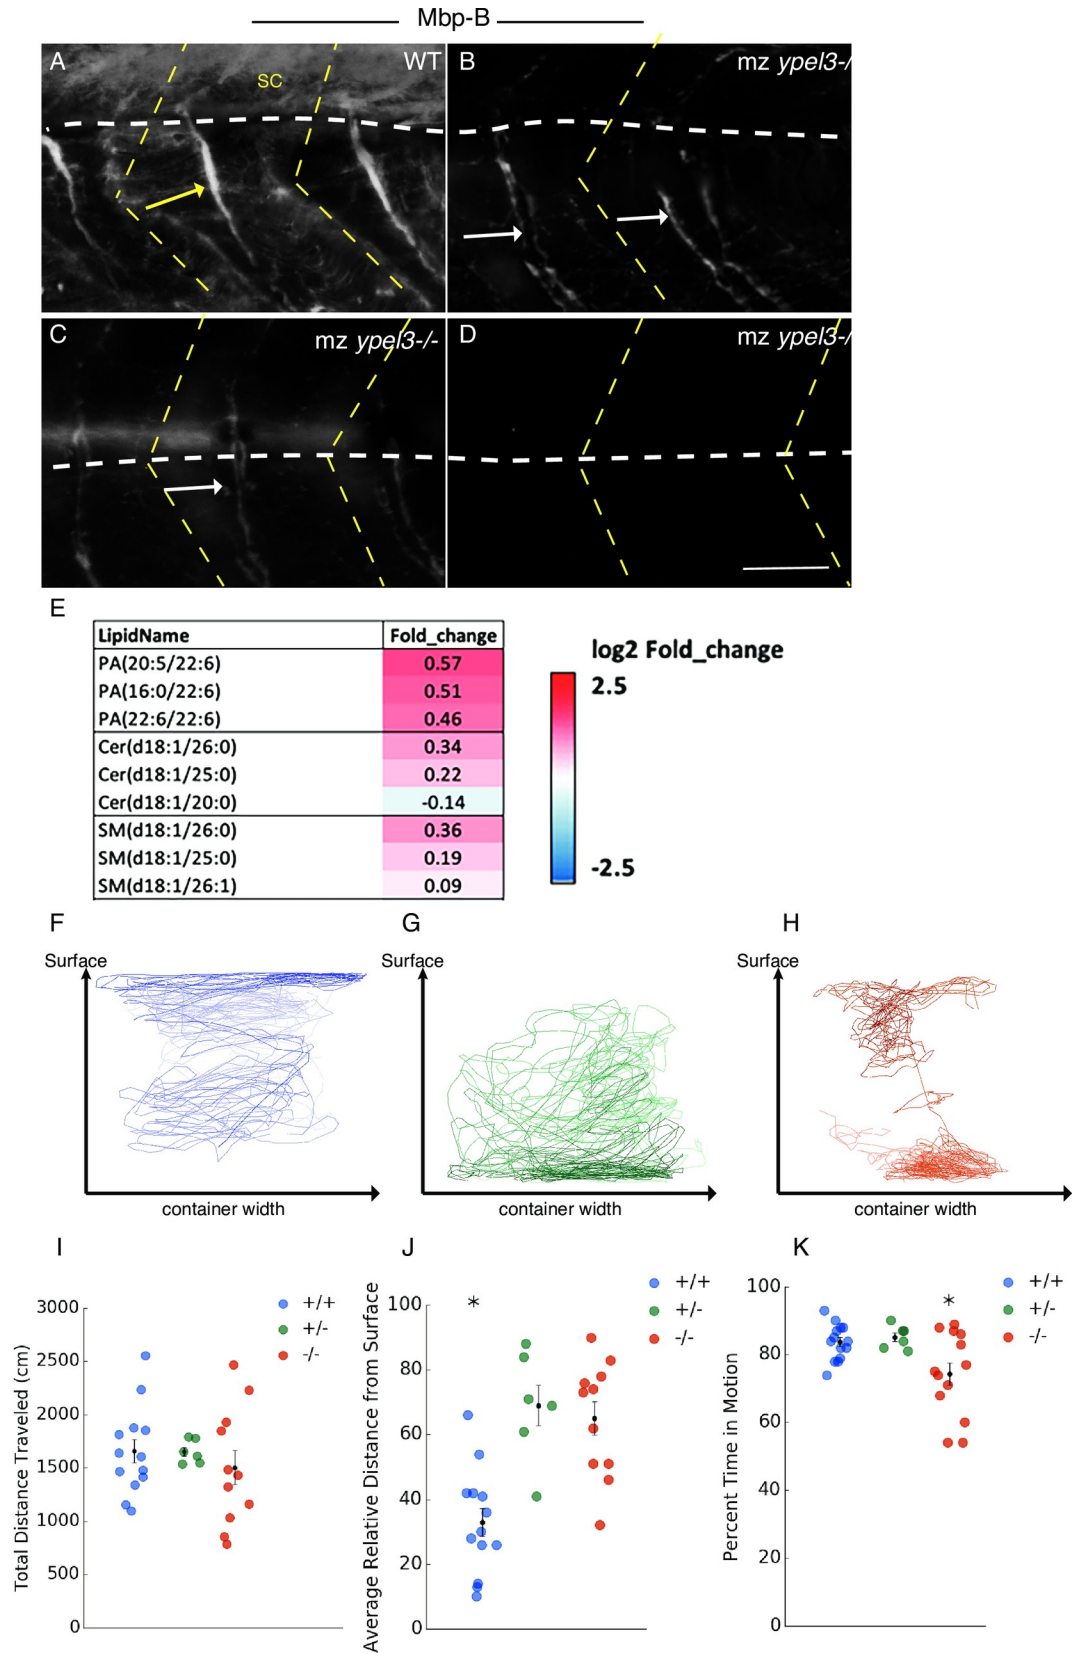 Mbp-B
A
WT
SC
B
mz ypel3-/
C
mz ypel3-/-
D
mz ypel3-/
E
LipidName Fold_change
PA(20:5/22:6) 0.57
PA(16:0/22:6) 0.51
PA(22:6/22:6) 0.46
Cer(d18:1/26:0) 0.34
Cer(d18:1/25:0) 0.22
Cer(d18:1/20:0) -0.14
SM(d18:1/26:0) 0.36
SM(d18:1/25:0) 0.19
SM(d18:1/26:1) 0.09
log2 Fold_change
2.5
-2.5
F
Surface
container width
G
Surface
container width
H
Surface
container width
I
Total Distance Traveled (cm)
3000
2500
2000
1500
1000
500
0
+/+
+/-
-/-
J
Average Relative Distance from Surface
100
80
60
40
20
0
*
+/+
+/-
-/-
K
Percent Time in Motion
100
80
60
40
20
0
*
+/+
+/-
-/-